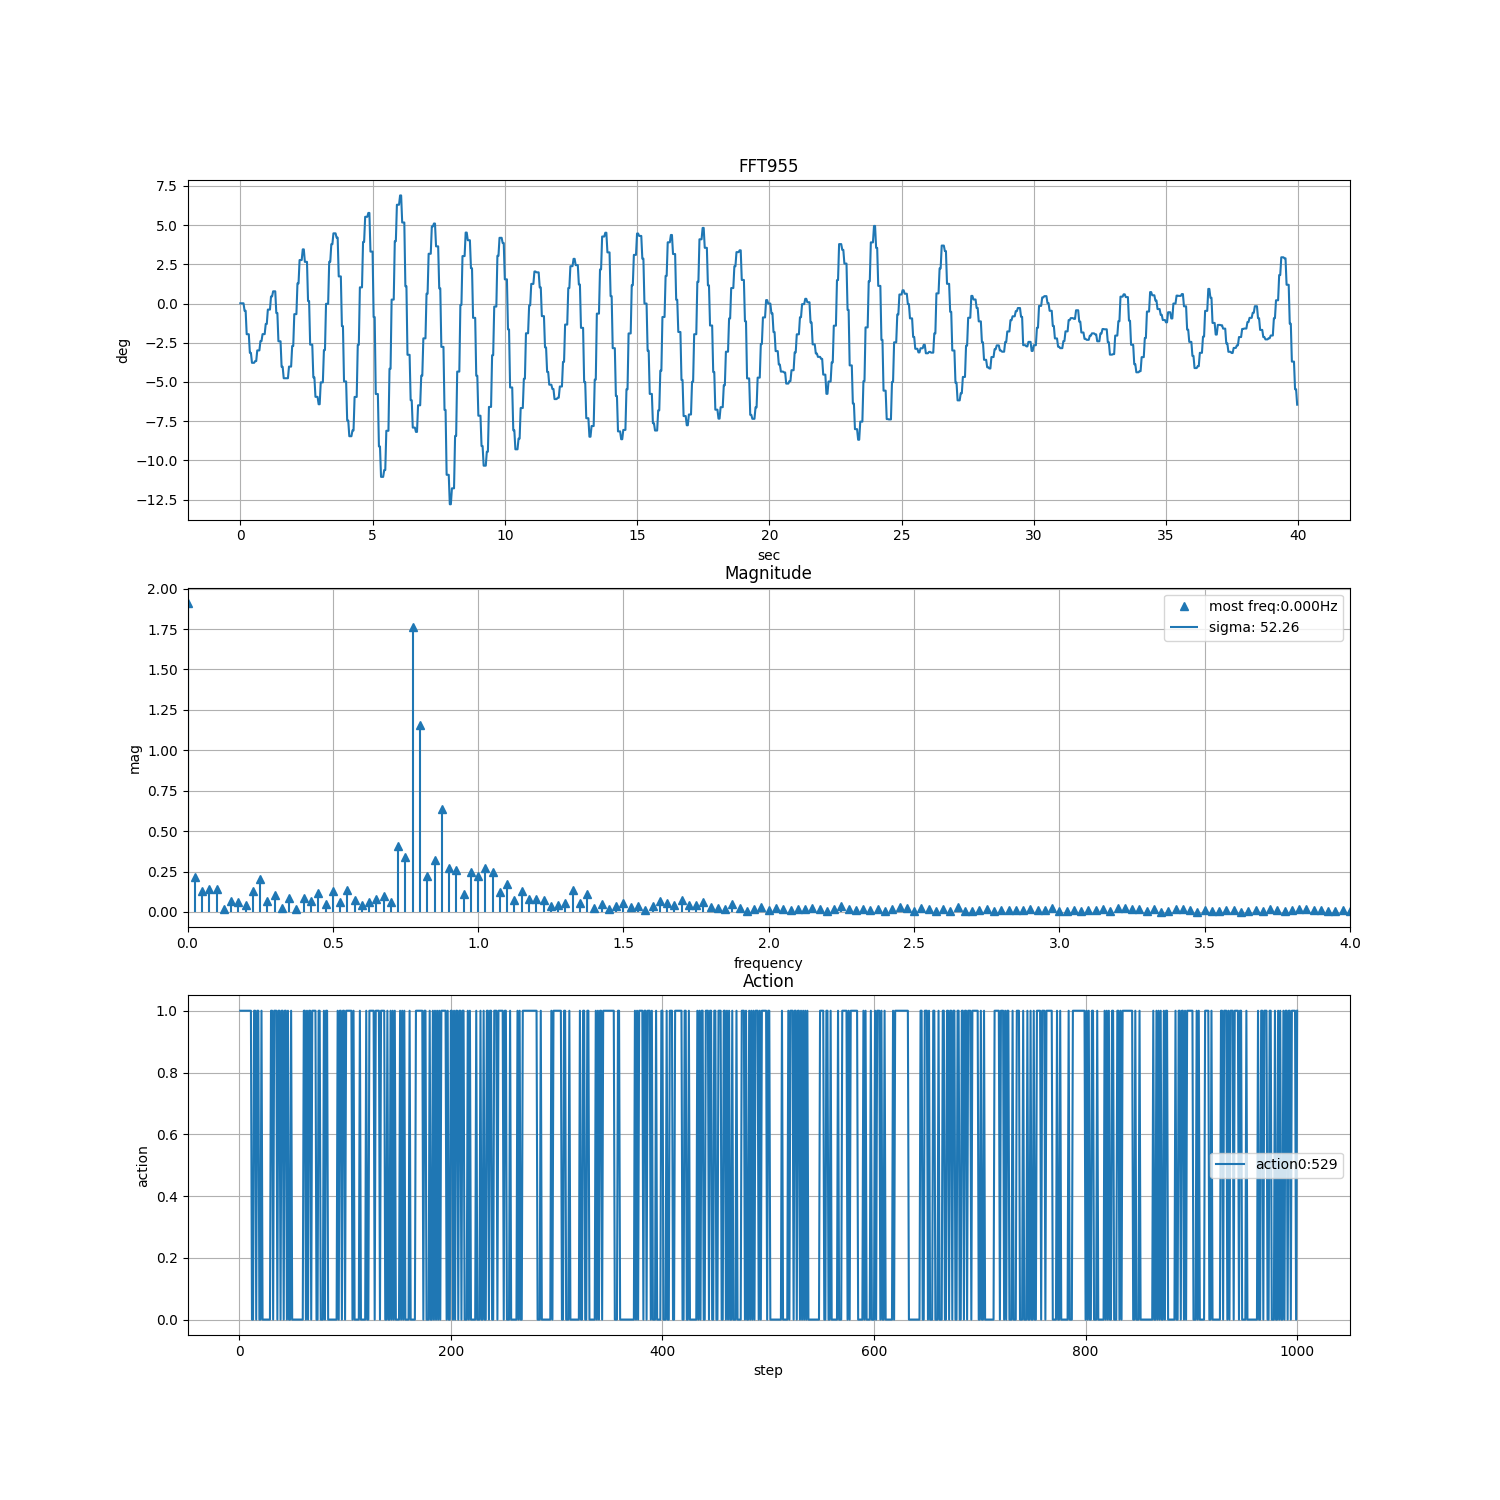 FFT955
7.5
5.0
2.5
0.0
−2.5
−5.0
−7.5
−10.0
−12.5
deg
0 5 10 15 20 25 30 35 40
sec
Magnitude
2.00
1.75
1.50
1.25
1.00
0.75
0.50
0.25
0.00
mag
most freq:0.000Hz
sigma: 52.26
0.0 0.5 1.0 1.5 2.0 2.5 3.0 3.5 4.0
frequency
Action
1.0
0.8
0.6
0.4
0.2
0.0
action
action0:529
0 200 400 600 800 1000
step